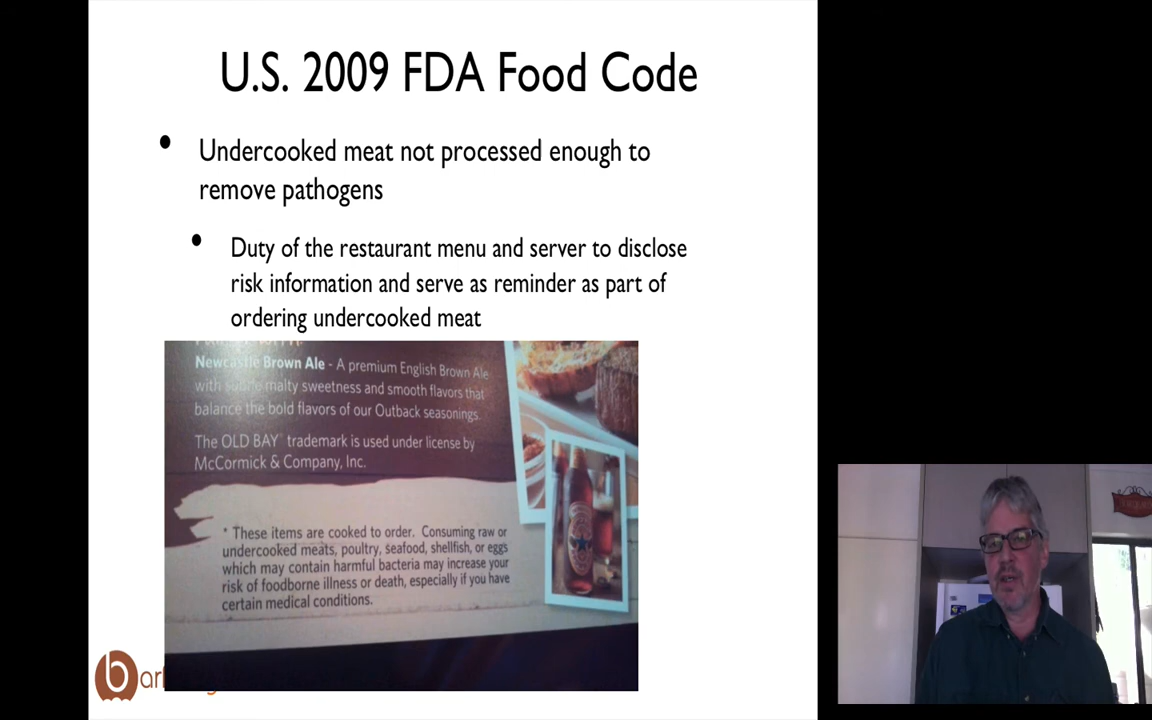 U.S. 2009 FDA Food Code
• Undercooked meat not processed enough to
remove pathogens
• Duty of the restaurant menu and server to disclose
risk information and serve as reminder as part of
ordering undercooked meat
Newcastle Brown Ale - A premium English Brown Ale
with subtle malty sweetness and smooth flavors that
balance the bold flavors of our Outback seasonings.
The OLD BAY trademark is used under license by
McCormick & Company, Inc.
* These items are cooked to order. Consuming raw or
undercooked meats, poultry, seafood, shellfish, or eggs
which may contain harmful bacteria may increase your
risk of foodborne illness or death, especially if you have
certain medical conditions.
b